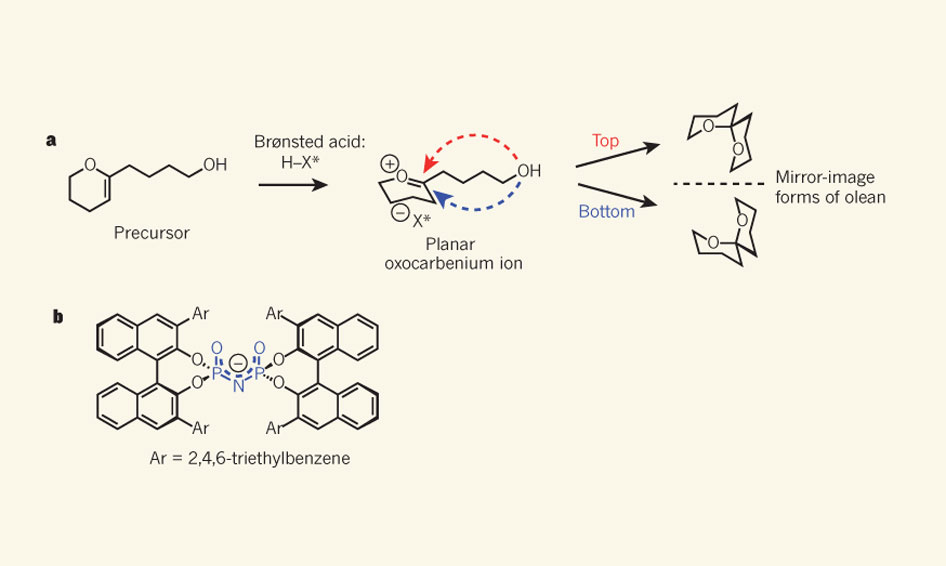 a
O
OH
Precursor
Brønsted acid:
H–X*
+
O
OH
− X*
Planar
oxocarbenium ion
Top
Bottom
O
O
Mirror-image
forms of olean
O
O
b
Ar
Ar
O
O
−
O
O
P
N
P
O
O
Ar
Ar
Ar = 2,4,6-triethylbenzene